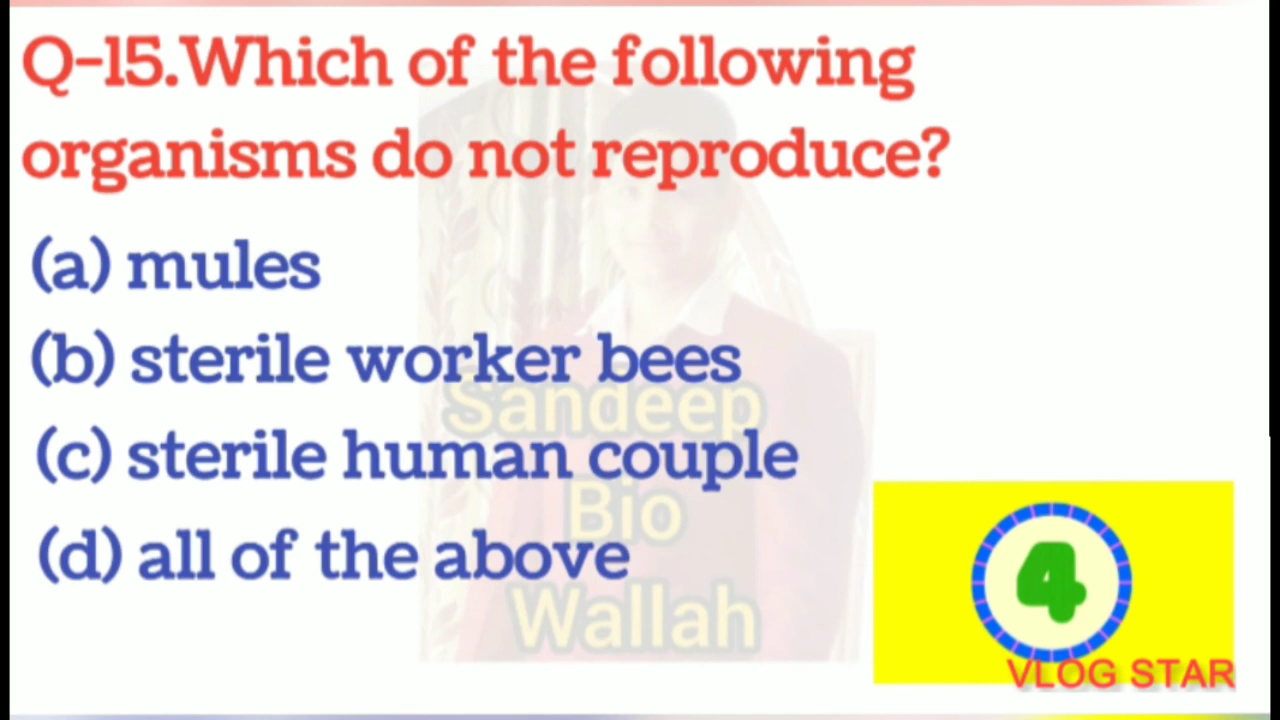 Q-15.Which of the following
organisms do not reproduce?
(a) mules
(b) sterile worker bees
(c) sterile human couple
(d) all of the above
Sandeep
Bio
Wallah
4
VLOG STAR